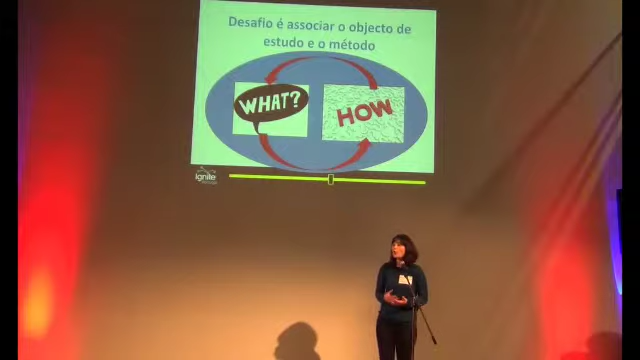 Desafio é associar o objecto de
estudo e o método
WHAT?
HOW
ignite